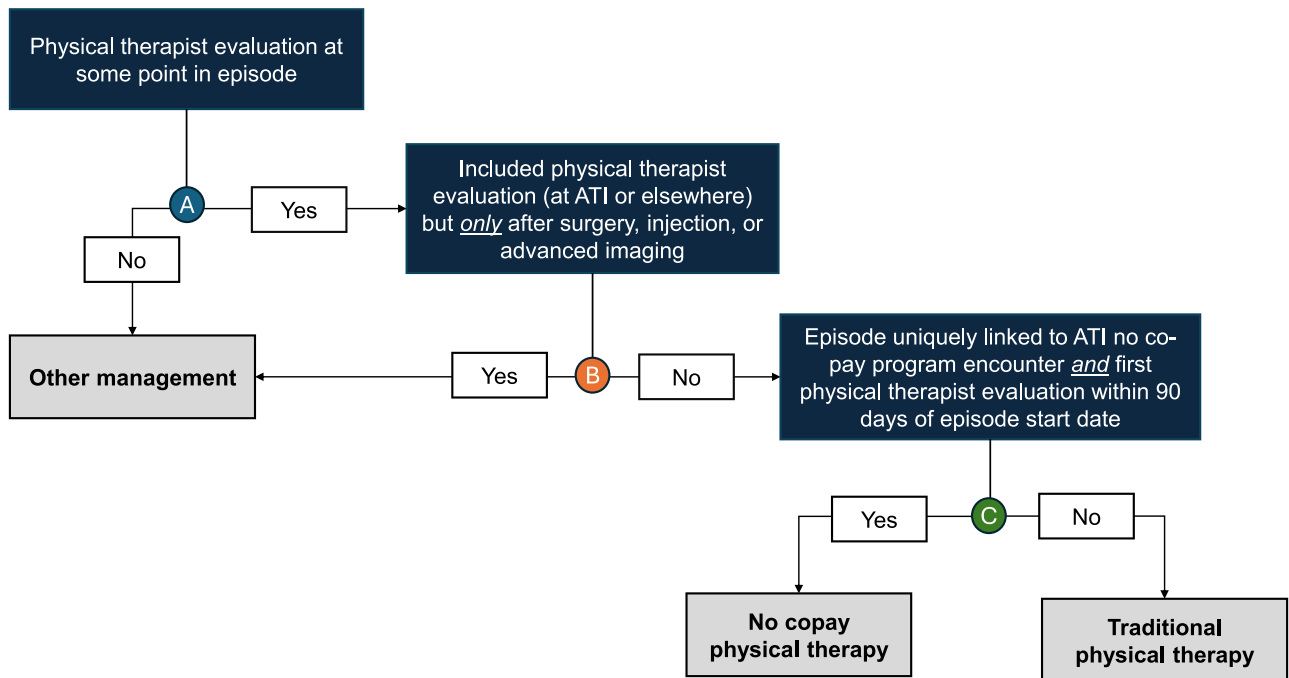 Physical therapist evaluation at
some point in episode
A
Yes
No
Included physical therapist
evaluation (at ATI or elsewhere)
but only after surgery, injection, or
advanced imaging
Other management
Yes
B
No
Episode uniquely linked to ATI no co-
pay program encounter and first
physical therapist evaluation within 90
days of episode start date
Yes
C
No
No copay
physical therapy
Traditional
physical therapy